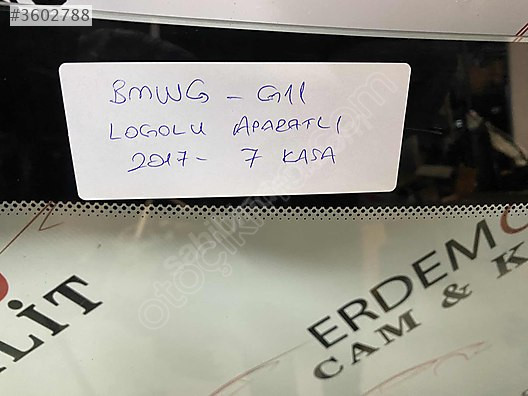 #3602788
BMWG - G11
LOGOLU APARATLI
2017- 7 KASA
ERDEM
CAM & K
LİT